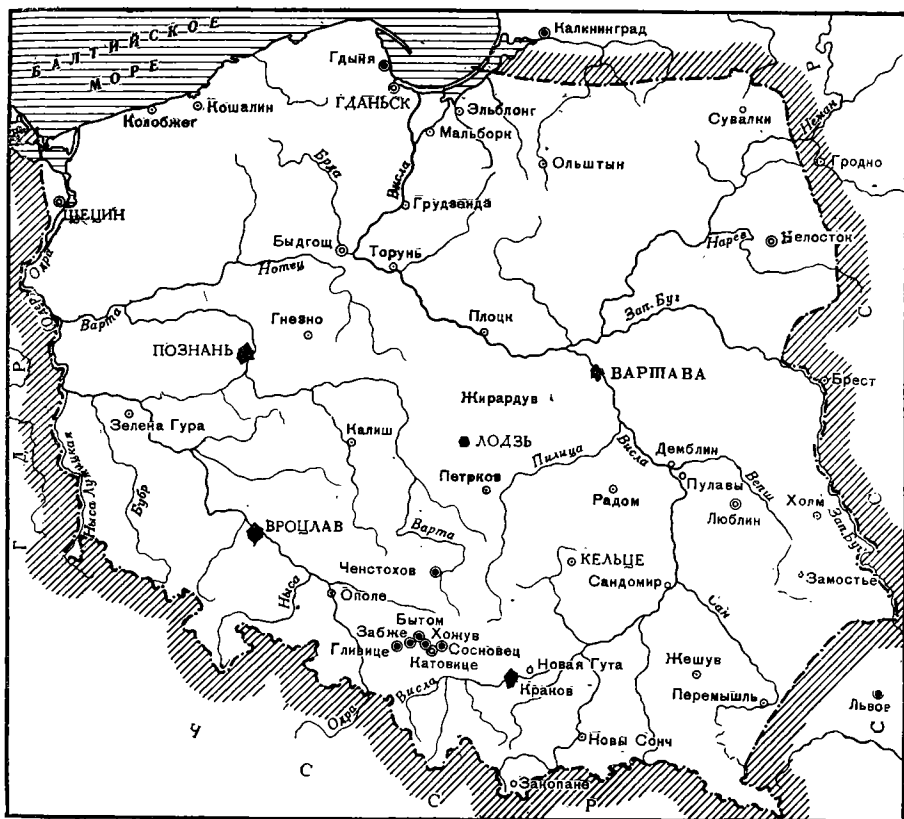 БАЛТИЙСКОЕ
МОРЕ
Калининград
Гдыня
ГДАНЬСК
Кошалин
Колобжег
Эльблонг
Мальборк
Сувалки
Неман
Р
Гродно
Ольштын
Брда
Висла
Грудзендз
ЩЕЦИН
Одра
Быдгощ
Торунь
Нотец
Нарев
Белосток
С
Одер
Варта
Гнезно
Плоцк
Зап. Буг
ПОЗНАНЬ
ВАРШАВА
Брест
Р
Жирардув
Зелена Гура
Калиш
ЛОДЗЬ
Пилица
Висла
Демблин
Д
Петрков
Пулавы
Вепш
Радом
Люблин
Холм
С
Ныса Лужицкая
Бубр
ВРОЦЛАВ
Варта
Зап. Буг
Г
Ченстохов
КЕЛЬЦЕ
Замостье
Ныса
Ополе
Сандомир
Сан
Бытом
Забже
Хожув
Гливице
Сосновец
Катовице
Новая Гута
Жешув
Висла
Краков
Перемышль
Львов
Одра
С
Ч
Новы Сонч
С
Закопане
С
Р